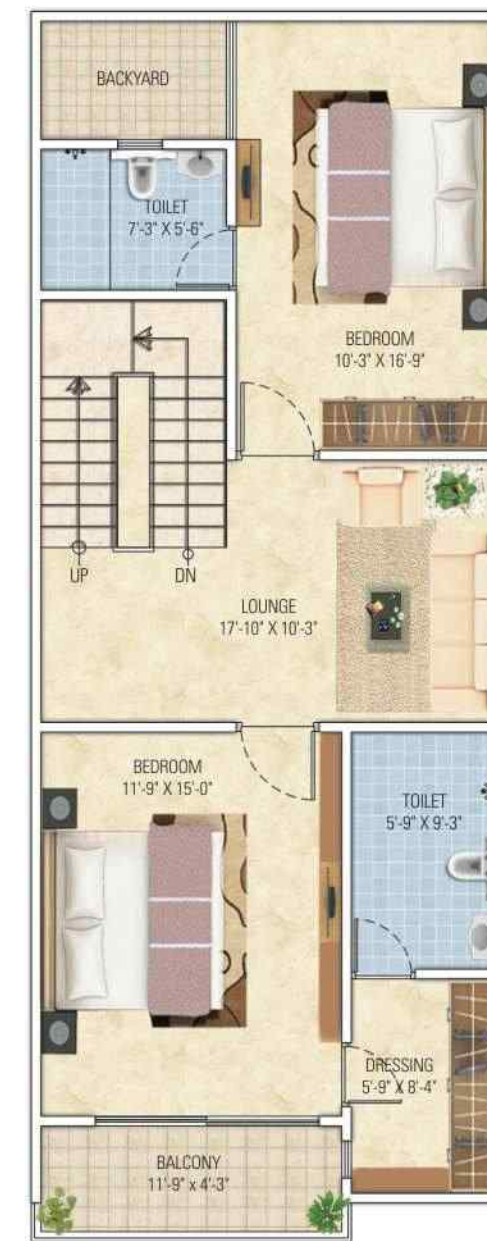 BACKYARD
TOILET
7'-3" X 5'-6"
BEDROOM
10'-3" X 16'-9"
UP
DN
LOUNGE
17'-10" X 10'-3"
BEDROOM
11'-9" X 15'-0"
TOILET
5'-9" X 9'-3"
DRESSING
5'-9" X 8'-4"
BALCONY
11'-9" x 4'-3"